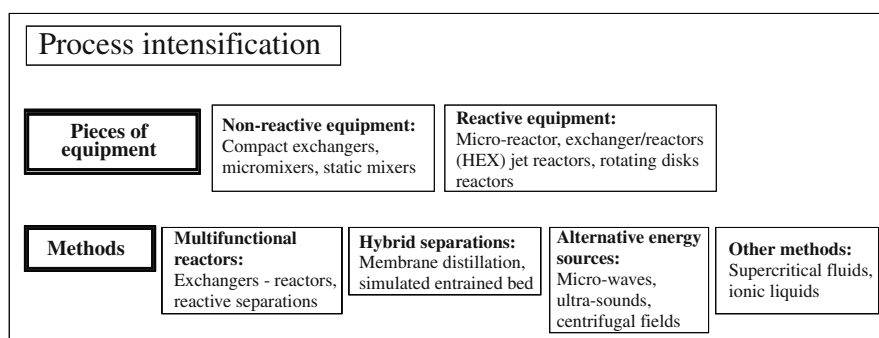 Process intensification
Pieces of
equipment
Non-reactive equipment:
Compact exchangers,
micromixers, static mixers
Reactive equipment:
Micro-reactor, exchanger/reactors
(HEX) jet reactors, rotating disks
reactors
Methods
Multifunctional
reactors:
Exchangers - reactors,
reactive separations
Hybrid separations:
Membrane distillation,
simulated entrained bed
Alternative energy
sources:
Micro-waves,
ultra-sounds,
centrifugal fields
Other methods:
Supercritical fluids,
ionic liquids